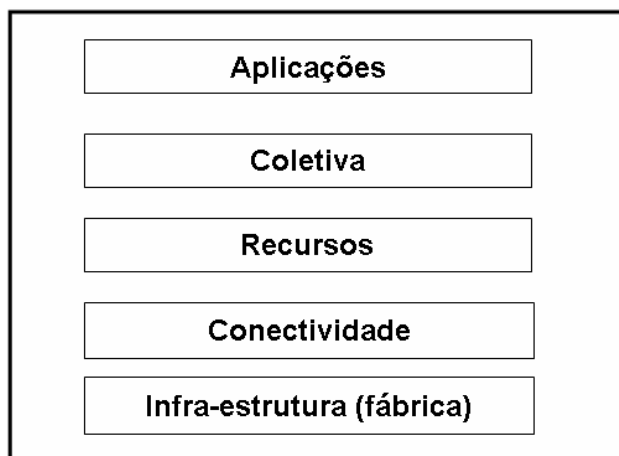 Aplicações
Coletiva
Recursos
Conectividade
Infra-estrutura (fábrica)